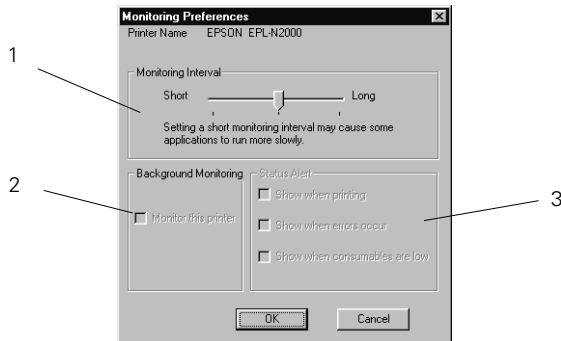 Monitoring Preferences
Printer Name EPSON EPL-N2000
1
Monitoring Interval
Short Long
Setting a short monitoring interval may cause some
applications to run more slowly.
2
Background Monitoring
Monitor this printer
Status Alert
Show when printing
Show when errors occur
Show when consumables are low
3
OK Cancel